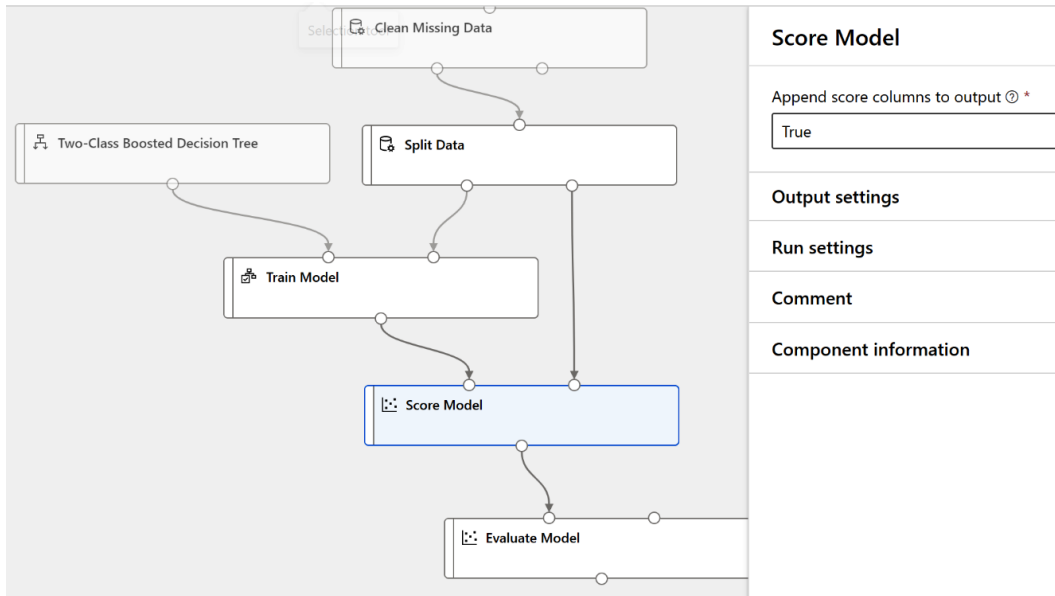 Clean Missing Data
Two-Class Boosted Decision Tree
Split Data
Train Model
Score Model
Evaluate Model
Score Model
Append score columns to output ? *
True
Output settings
Run settings
Comment
Component information